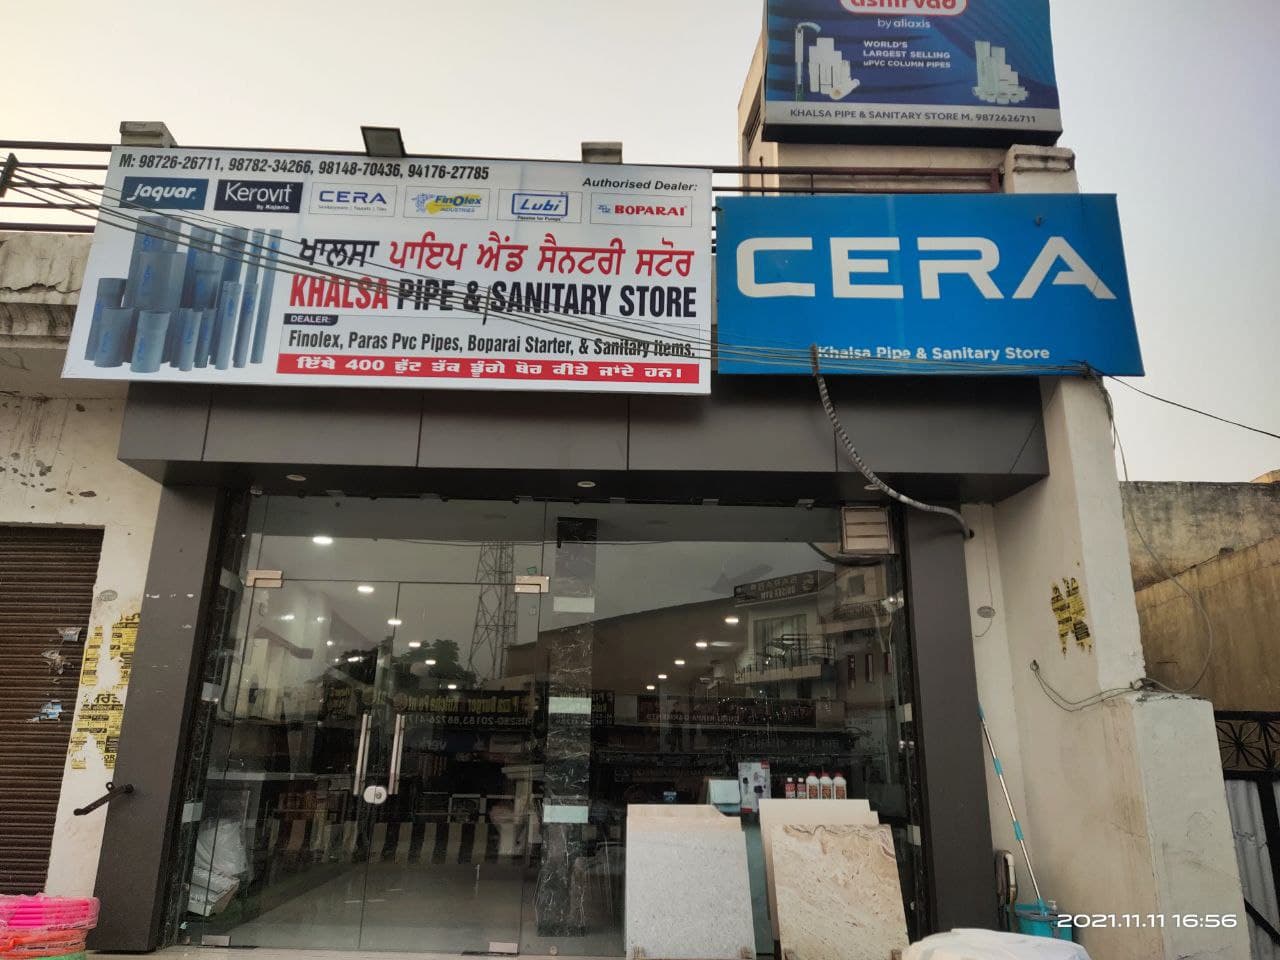 ashirvad
by aliaxis
WORLD'S
LARGEST SELLING
uPVC COLUMN PIPES
KHALSA PIPE & SANITARY STORE M. 9872626711
M: 98726-26711, 98782-34266, 98148-70436, 94176-27785
Authorised Dealer:
Jaquar
Kerovit
by Kajaria
CERA
Sanitaryware | Faucets | Tiles
FinOlex
INDUSTRIES
Lubi
BOPARAI
ਖਾਲਸਾ ਪਾਇਪ ਐਂਡ ਸੈਨਟਰੀ ਸਟੋਰ
KHALSA PIPE & SANITARY STORE
DEALER:
Finolex, Paras Pvc Pipes, Boparai Starter, & Sanitary Items.
ਇੱਥੇ 400 ਫੁੱਟ ਤੱਕ ਡੂੰਗੇ ਬੋਰ ਕੀਤੇ ਜਾਂਦੇ ਹਨ।
CERA
Khalsa Pipe & Sanitary Store
2021.11.11 16:56